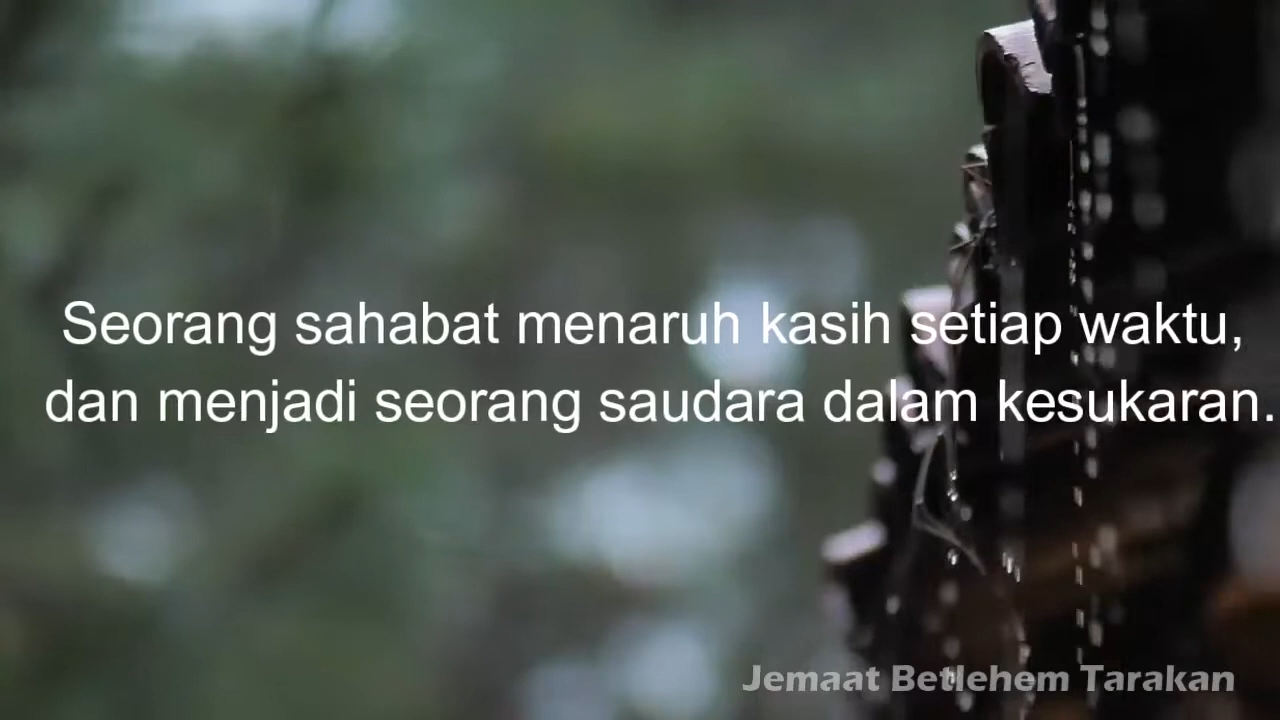 Seorang sahabat menaruh kasih setiap waktu,
dan menjadi seorang saudara dalam kesukaran.
Jemaat Betlehem Tarakan